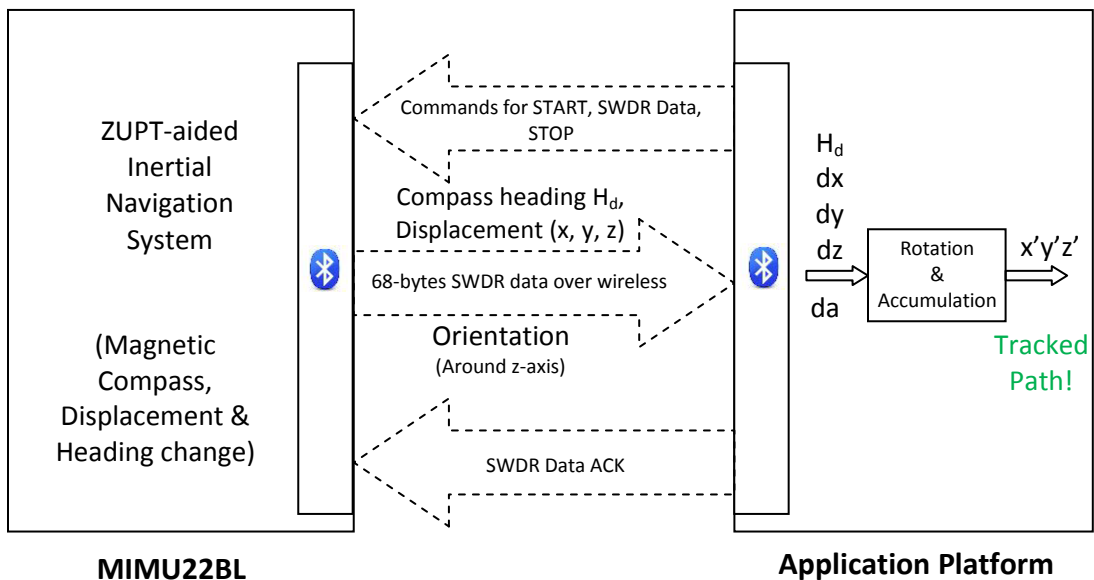 ZUPT-aided
Inertial
Navigation
System
(Magnetic
Compass,
Displacement &
Heading change)
MIMU22BL
Commands for START, SWDR Data,
STOP
Compass heading Hd,
Displacement (x, y, z)
68-bytes SWDR data over wireless
Orientation
(Around z-axis)
SWDR Data ACK
Hd
dx
dy
dz
da
Rotation
&
Accumulation
x’y’z’
Tracked
Path!
Application Platform